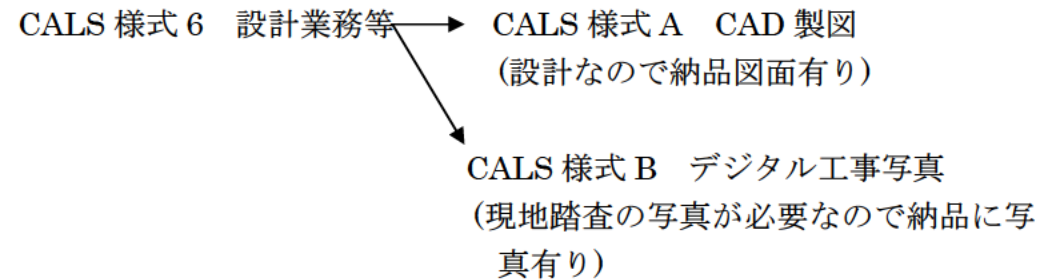 CALS 様式 6　設計業務等　CALS 様式 A　CAD 製図
(設計なので納品図面有り)
CALS 様式 B　デジタル工事写真
(現地踏査の写真が必要なので納品に写
真有り)